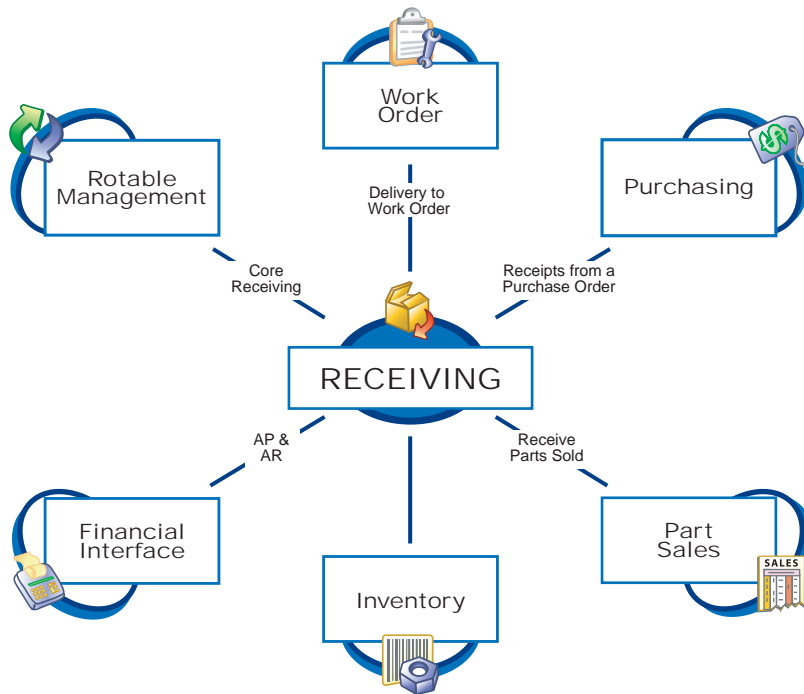 Work
Order
Rotable
Management
Purchasing
Delivery to
Work Order
Core
Receiving
Receipts from a
Purchase Order
RECEIVING
AP &
AR
Receive
Parts Sold
Financial
Interface
Part
Sales
SALES
Inventory